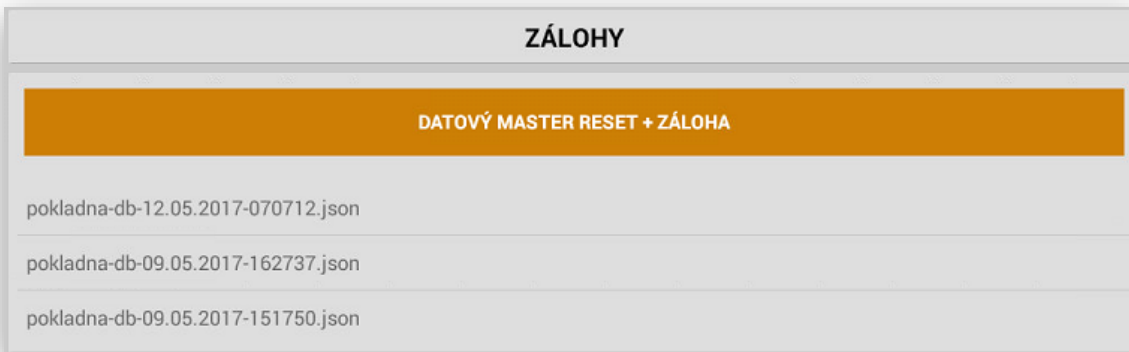 ZÁLOHY
DATOVÝ MASTER RESET + ZÁLOHA
pokladna-db-12.05.2017-070712.json
pokladna-db-09.05.2017-162737.json
pokladna-db-09.05.2017-151750.json